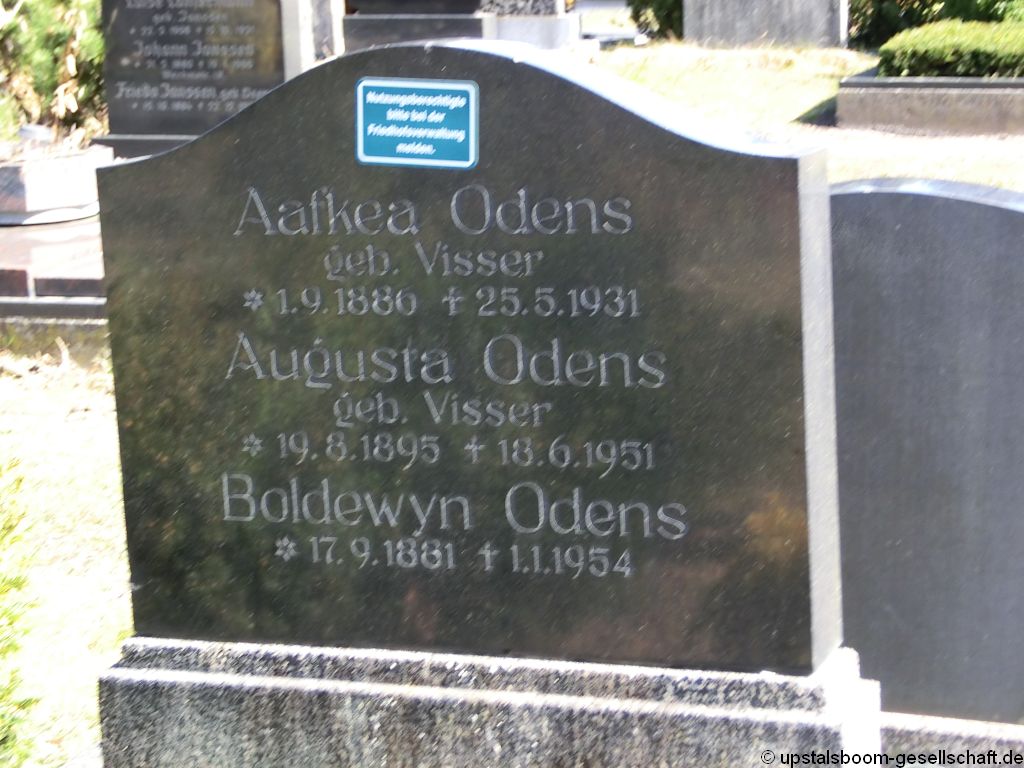 Johann Janssen
Nutzungsberechtigte
bitte bei der
Friedhofsverwaltung
melden.
Aafkea Odens
geb. Visser
* 1.9.1886 † 25.5.1931
Augusta Odens
geb. Visser
* 19.8.1895 † 18.6.1951
Boldewyn Odens
* 17.9.1881 † 1.1.1954
© upstalsboom-gesellschaft.de